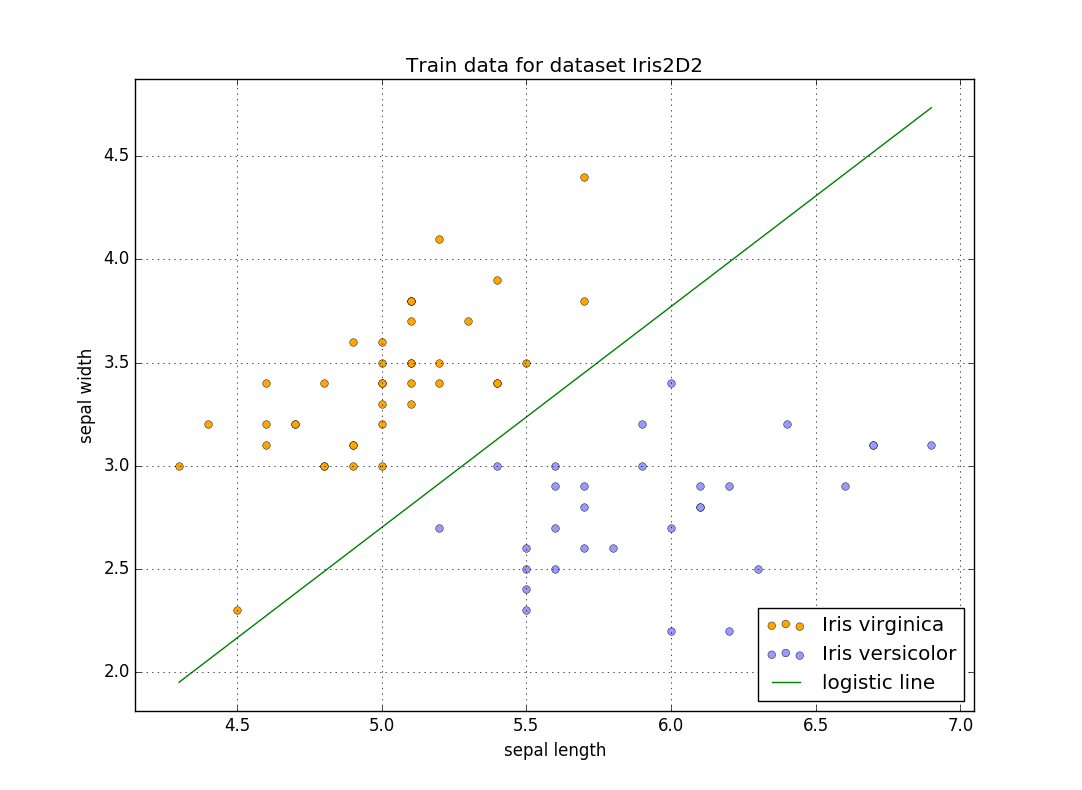 Train data for dataset Iris2D2
sepal width
4.5
4.0
3.5
3.0
2.5
2.0
4.5 5.0 5.5 6.0 6.5 7.0
sepal length
Iris virginica
Iris versicolor
logistic line